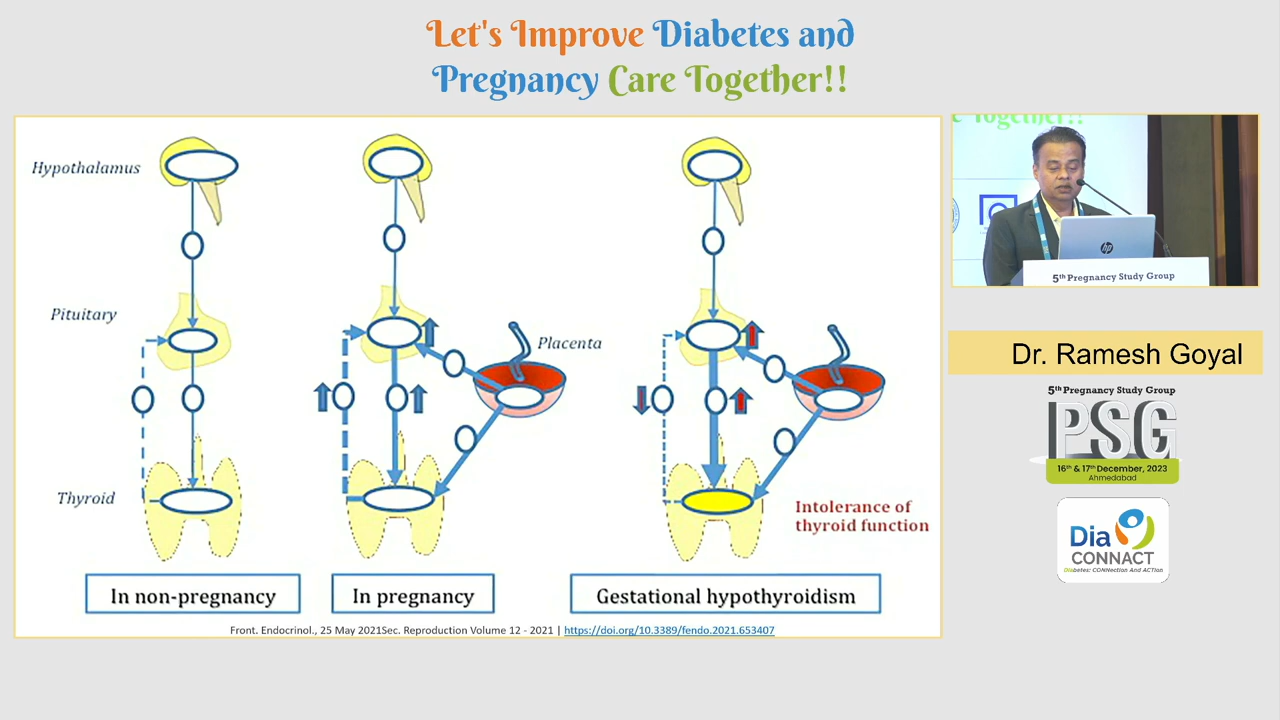 Let's Improve Diabetes and
Pregnancy Care Together!!
Hypothalamus
Pituitary
Placenta
Thyroid
Intolerance of
thyroid function
In non-pregnancy
In pregnancy
Gestational hypothyroidism
Front. Endocrinol., 25 May 2021Sec. Reproduction Volume 12 - 2021 | https://doi.org/10.3389/fendo.2021.653407
e Together!!
hp
5th Pregnancy Study Group
Dr. Ramesh Goyal
5th Pregnancy Study Group
PSG
16th & 17th December, 2023
Ahmedabad
Dia
CONNACT
Diabetes: CONNection And ACTion